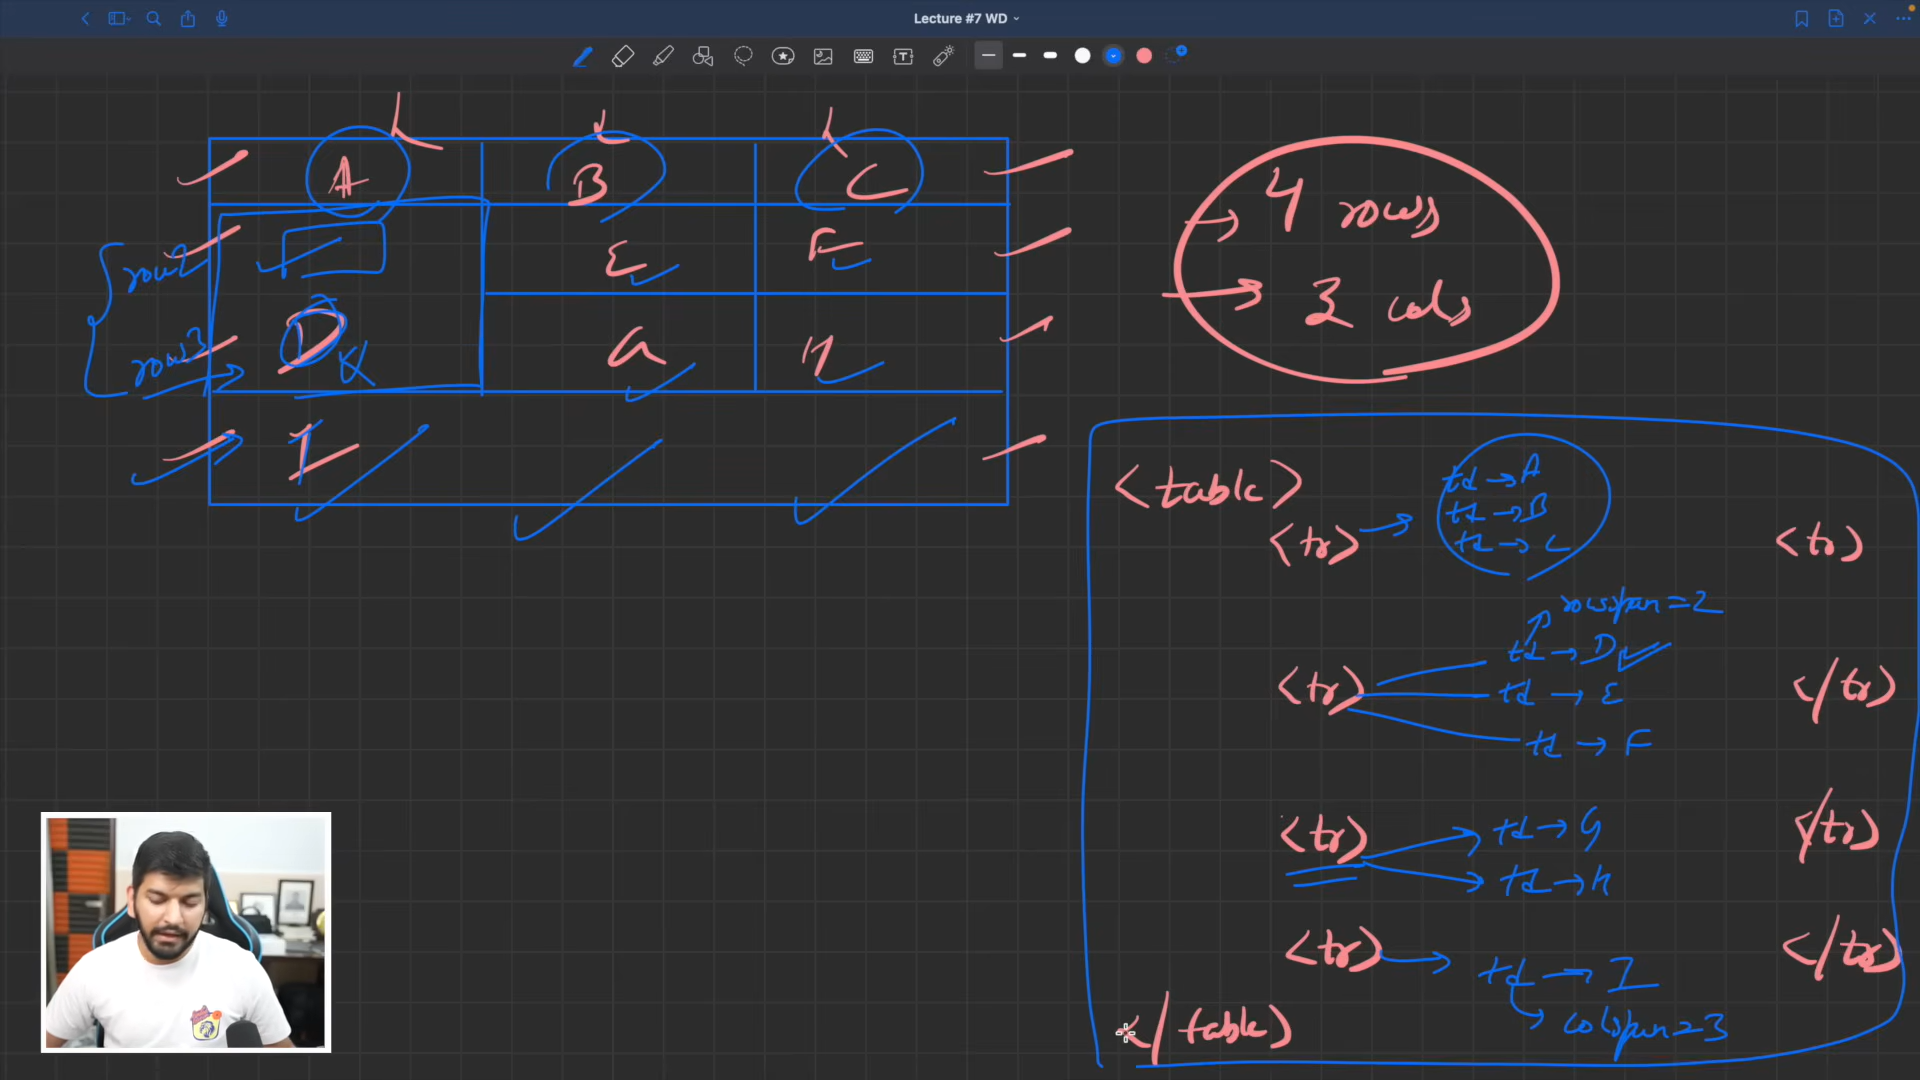 Lecture #7 WD
A B C
row2 E F
row3 D G H
I
4 rows
3 cols
<table>
<tr> td → A <tr>
td → B
td → C
rowspan = 2
td → D
<tr> td → E </tr>
td → F
<tr> td → G </tr>
td → H
<tr> td → I </tr>
colspan = 3
</table>